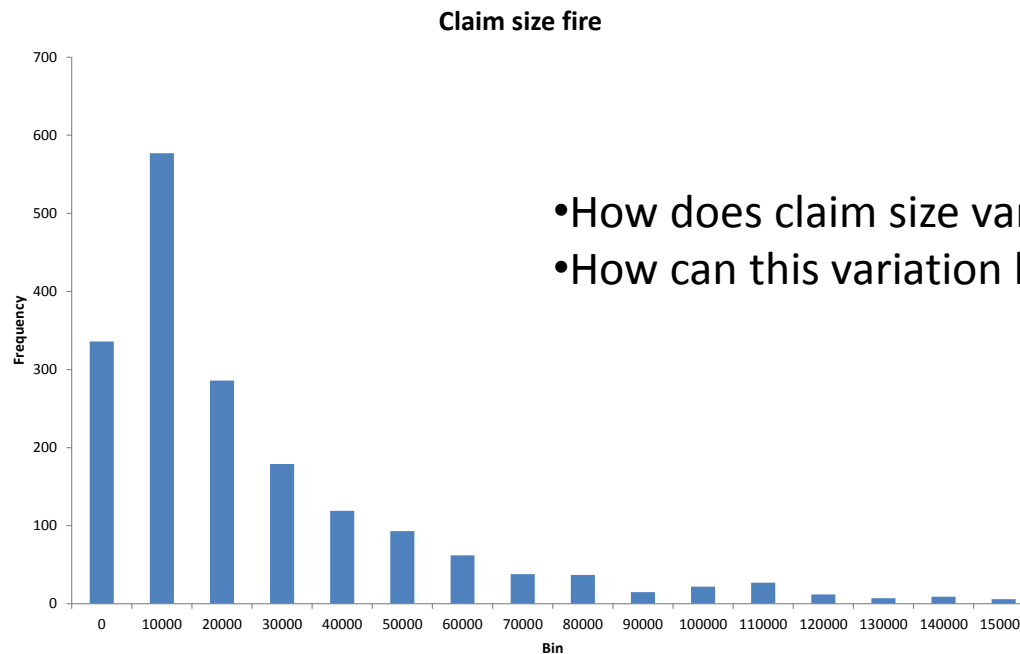 Claim size fire
700
600
500
400
300
200
100
0
Frequency
•How does claim size
•How can this variation
0 10000 20000 30000 40000 50000 60000 70000 80000 90000 100000 110000 120000 130000 140000
Bin